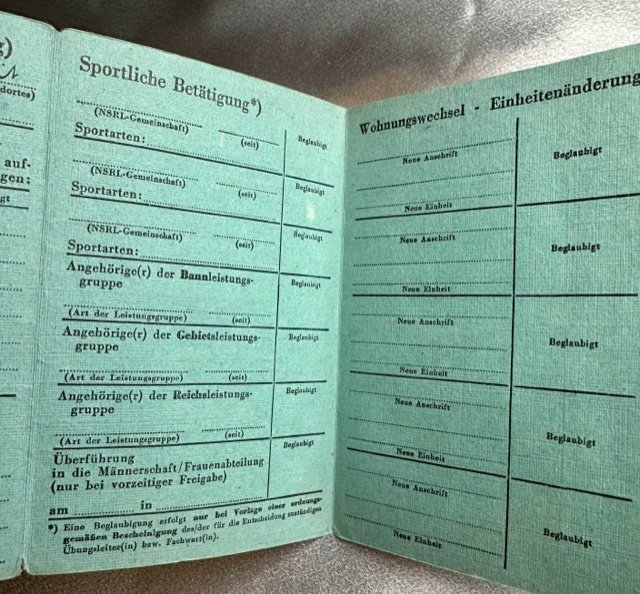 dortes)
auf-
gen:
gt
Sportliche Betätigung*)
(NSRL-Gemeinschaft) (seit) Beglaubigt
Sportarten:
(NSRL-Gemeinschaft) (seit) Beglaubigt
Sportarten:
(NSRL-Gemeinschaft) (seit) Beglaubigt
Sportarten:
Angehörige(r) der Bannleistungs-
gruppe Beglaubigt
(Art der Leistungsgruppe) (seit)
Angehörige(r) der Gebietsleistungs-
gruppe Beglaubigt
(Art der Leistungsgruppe) (seit)
Angehörige(r) der Reichsleistungs-
gruppe Beglaubigt
(Art der Leistungsgruppe) (seit)
Überführung Beglaubigt
in die Männerschaft/Frauenabteilung
(nur bei vorzeitiger Freigabe)
am in
*) Eine Beglaubigung erfolgt nur bei Vorlage einer ordnungs-
gemäßen Bescheinigung des/der für die Entscheidung zuständigen
Übungsleiter(in) bzw. Fachwart(in).
Wohnungswechsel - Einheitenänderung
Neue Anschrift Beglaubigt
Neue Einheit
Neue Anschrift Beglaubigt
Neue Einheit
Neue Anschrift Beglaubigt
Neue Einheit
Neue Anschrift Beglaubigt
Neue Einheit
Neue Anschrift Beglaubigt
Neue Einheit